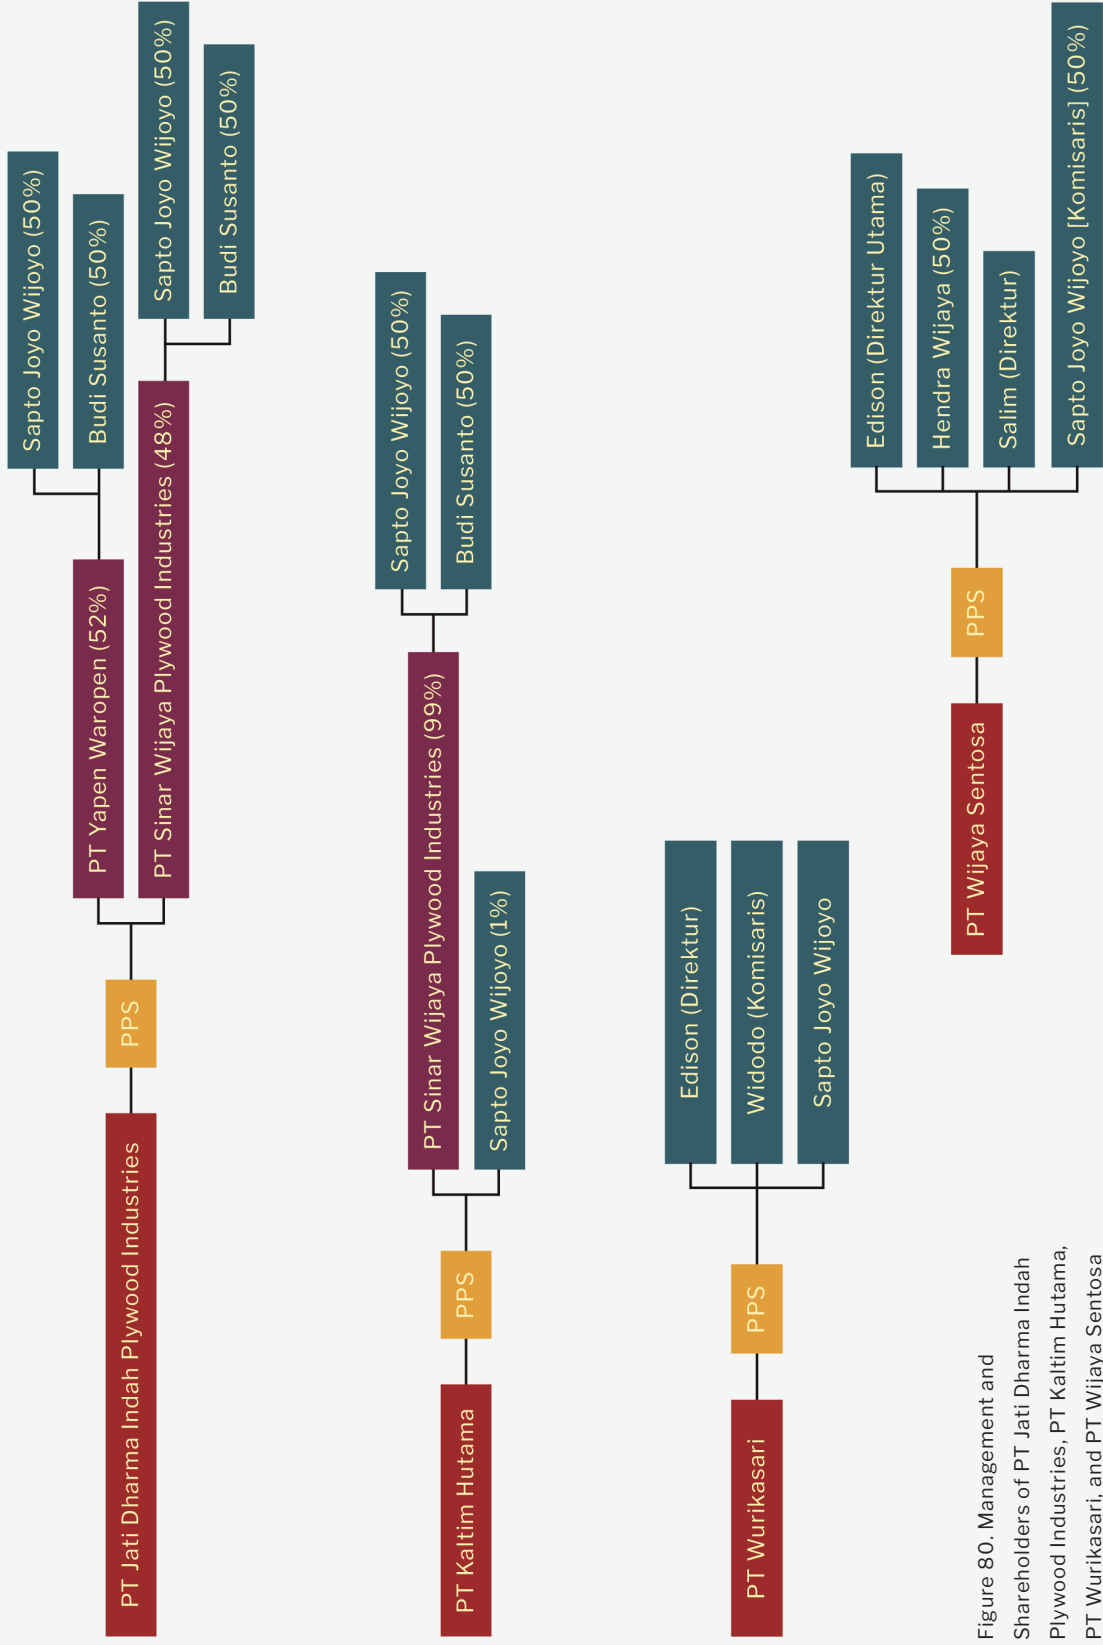 PT Jati Dharma Indah Plywood Industries
PPS
PT Yapen Waropen (52%)
Sapto Joyo Wijoyo (50%)
Budi Susanto (50%)
PT Sinar Wijaya Plywood Industries (48%)
Sapto Joyo Wijoyo (50%)
Budi Susanto (50%)
PT Kaltim Hutama
PPS
PT Sinar Wijaya Plywood Industries (99%)
Sapto Joyo Wijoyo (50%)
Budi Susanto (50%)
Sapto Joyo Wijoyo (1%)
PT Wurikasari
PPS
Edison (Direktur)
Widodo (Komisaris)
Sapto Joyo Wijoyo
PT Wijaya Sentosa
PPS
Edison (Direktur Utama)
Hendra Wijaya (50%)
Salim (Direktur)
Sapto Joyo Wijoyo [Komisaris] (50%)
Figure 80. Management and
Shareholders of PT Jati Dharma Indah
Plywood Industries, PT Kaltim Hutama,
PT Wurikasari, and PT Wijaya Sentosa